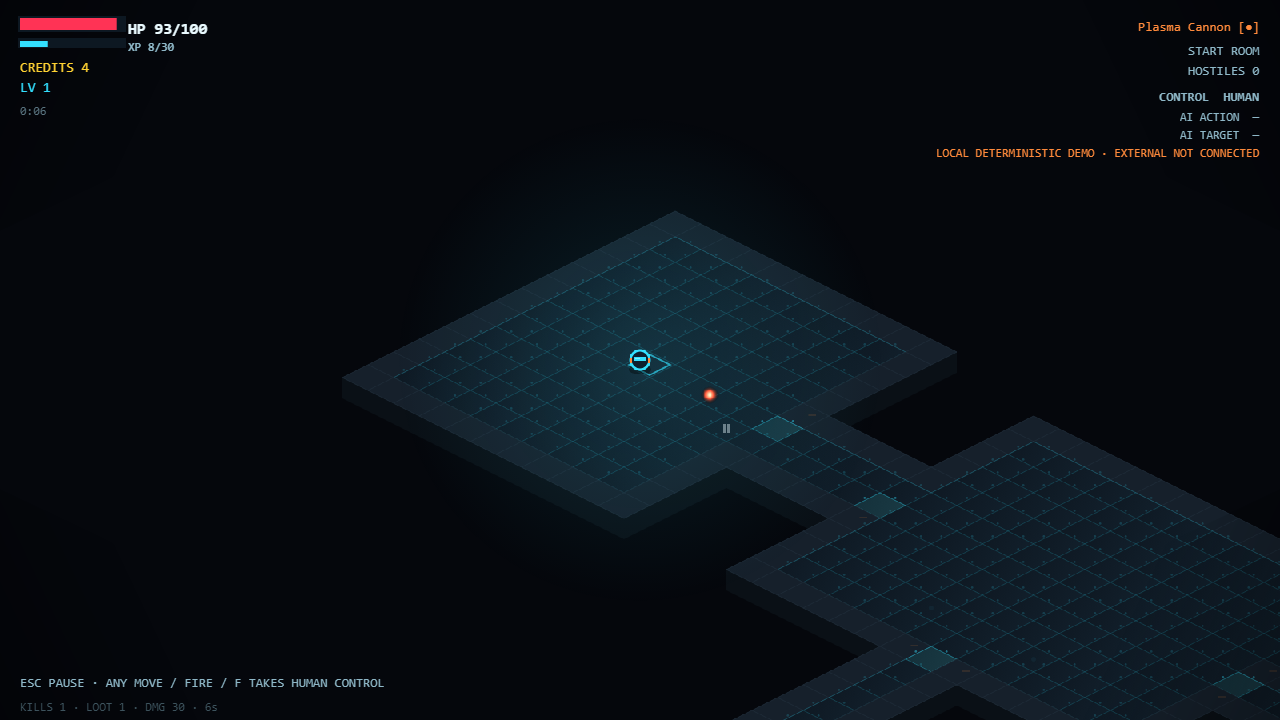 HP 93/100
XP 8/30
CREDITS 4
LV 1
0:06
Plasma Cannon [●]
START ROOM
HOSTILES 0
CONTROL HUMAN
AI ACTION —
AI TARGET —
LOCAL DETERMINISTIC DEMO · EXTERNAL NOT CONNECTED
ESC PAUSE · ANY MOVE / FIRE / F TAKES HUMAN CONTROL
KILLS 1 · LOOT 1 · DMG 30 · 6s